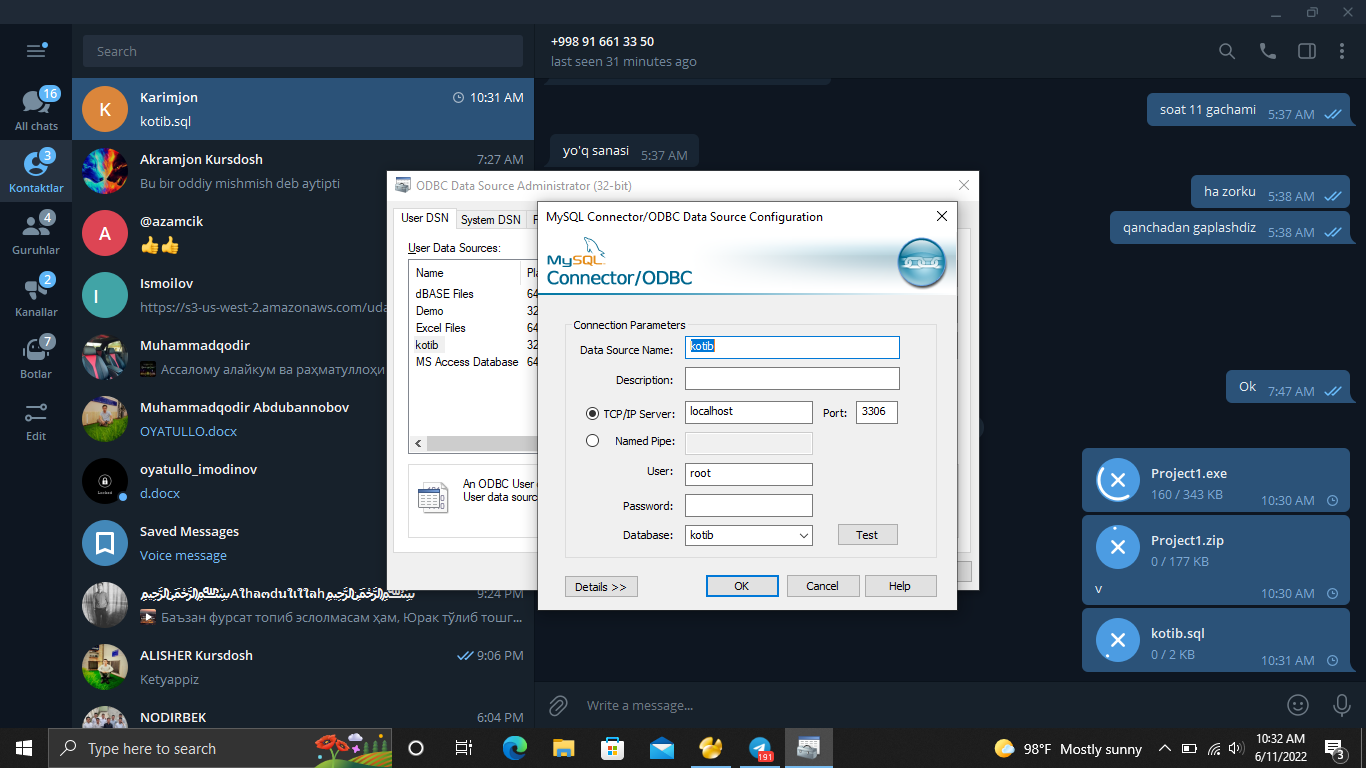 Search
+998 91 661 33 50
last seen 31 minutes ago
16
All chats
3
Kontaktlar
4
Guruhlar
2
Kanallar
7
Botlar
Edit
K
Karimjon
10:31 AM
kotib.sql
Akramjon Kursdosh
7:27 AM
Bu bir oddiy mishmish deb aytipti
A
@azamcik
👍👍
I
Ismoilov
https://s3-us-west-2.amazonaws.com/uda
Muhammadqodir
Ассалому алайкум ва раҳматуллоҳи
Muhammadqodir Abdubannobov
OYATULLO.docx
oyatullo_imodinov
d.docx
Saved Messages
Voice message
9:24 PM
Баъзан фурсат топиб эслолмасам ҳам, Юрак тўлиб тошг...
ALISHER Kursdosh
9:06 PM
Ketyappiz
NODIRBEK
6:04 PM
soat 11 gachami
5:37 AM
yo'q sanasi
5:37 AM
ha zorku
5:38 AM
qanchadan gaplashdiz
5:38 AM
Ok
7:47 AM
Project1.exe
160 / 343 KB
10:30 AM
Project1.zip
0 / 177 KB
v
10:30 AM
kotib.sql
0 / 2 KB
10:31 AM
Write a message...
ODBC Data Source Administrator (32-bit)
User DSN
System DSN
User Data Sources:
Name
dBASE Files
64
Demo
32
Excel Files
64
kotib
32
MS Access Database
64
An ODBC User
User data sourc
MySQL Connector/ODBC Data Source Configuration
MySQL
Connector/ODBC
Connection Parameters
Data Source Name:
kotib
Description:
TCP/IP Server:
localhost
Port:
3306
Named Pipe:
User:
root
Password:
Database:
kotib
Test
Details >>
OK
Cancel
Help
Type here to search
191
98°F Mostly sunny
10:32 AM
6/11/2022
3